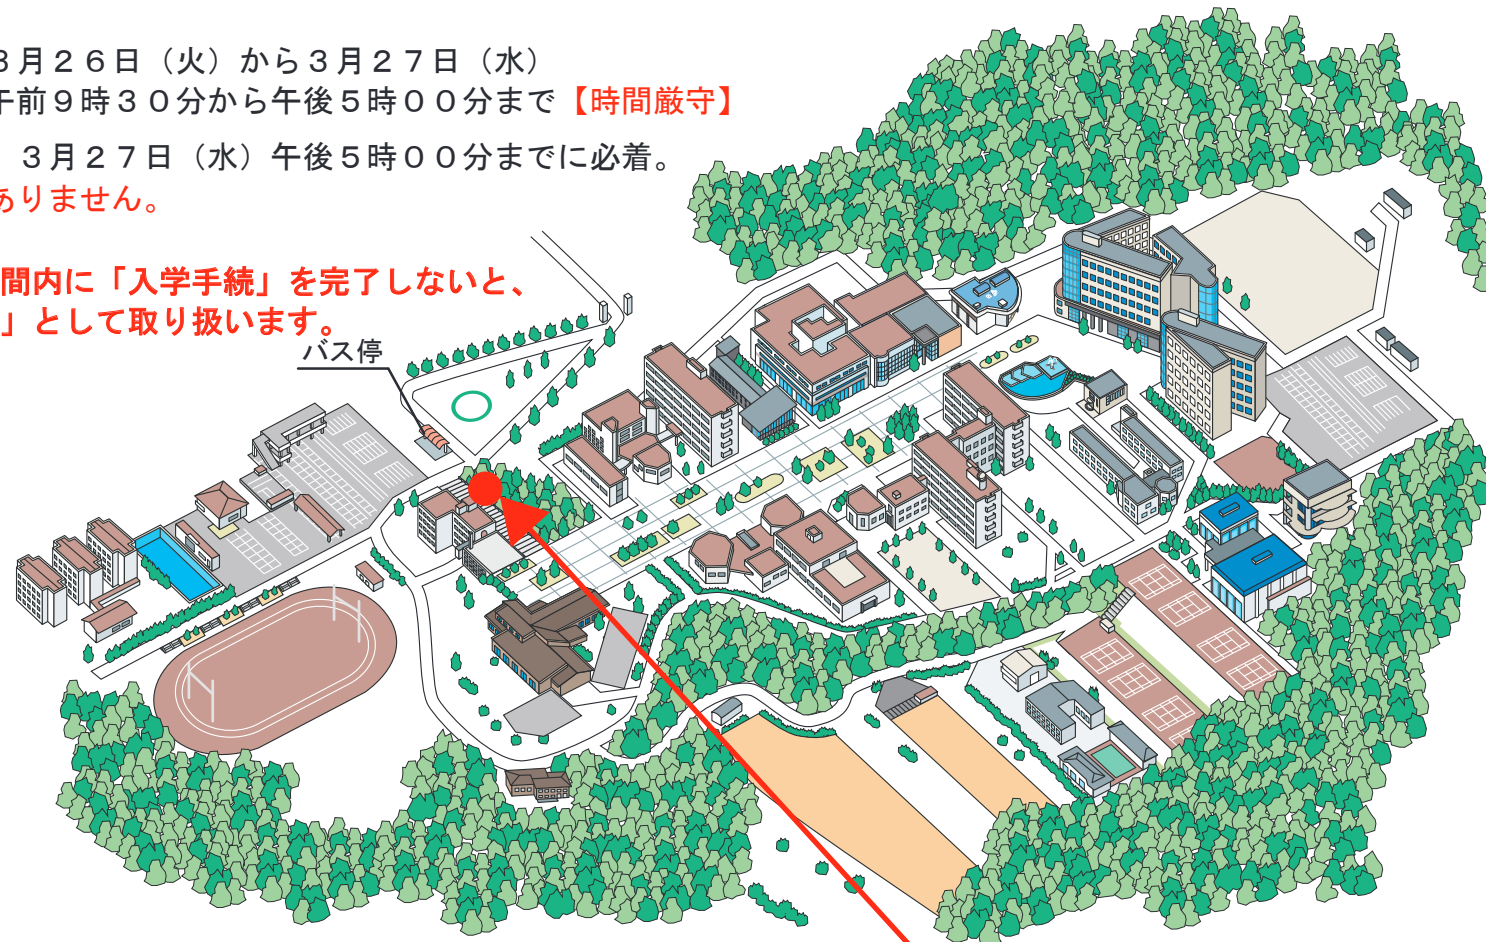 ３月２６日（火）から３月２７日（水）
午前９時３０分から午後５時００分まで【時間厳守】
３月２７日（水）午後５時００分までに必着。
ありません。
間内に「入学手続」を完了しないと、
」として取り扱います。
バス停